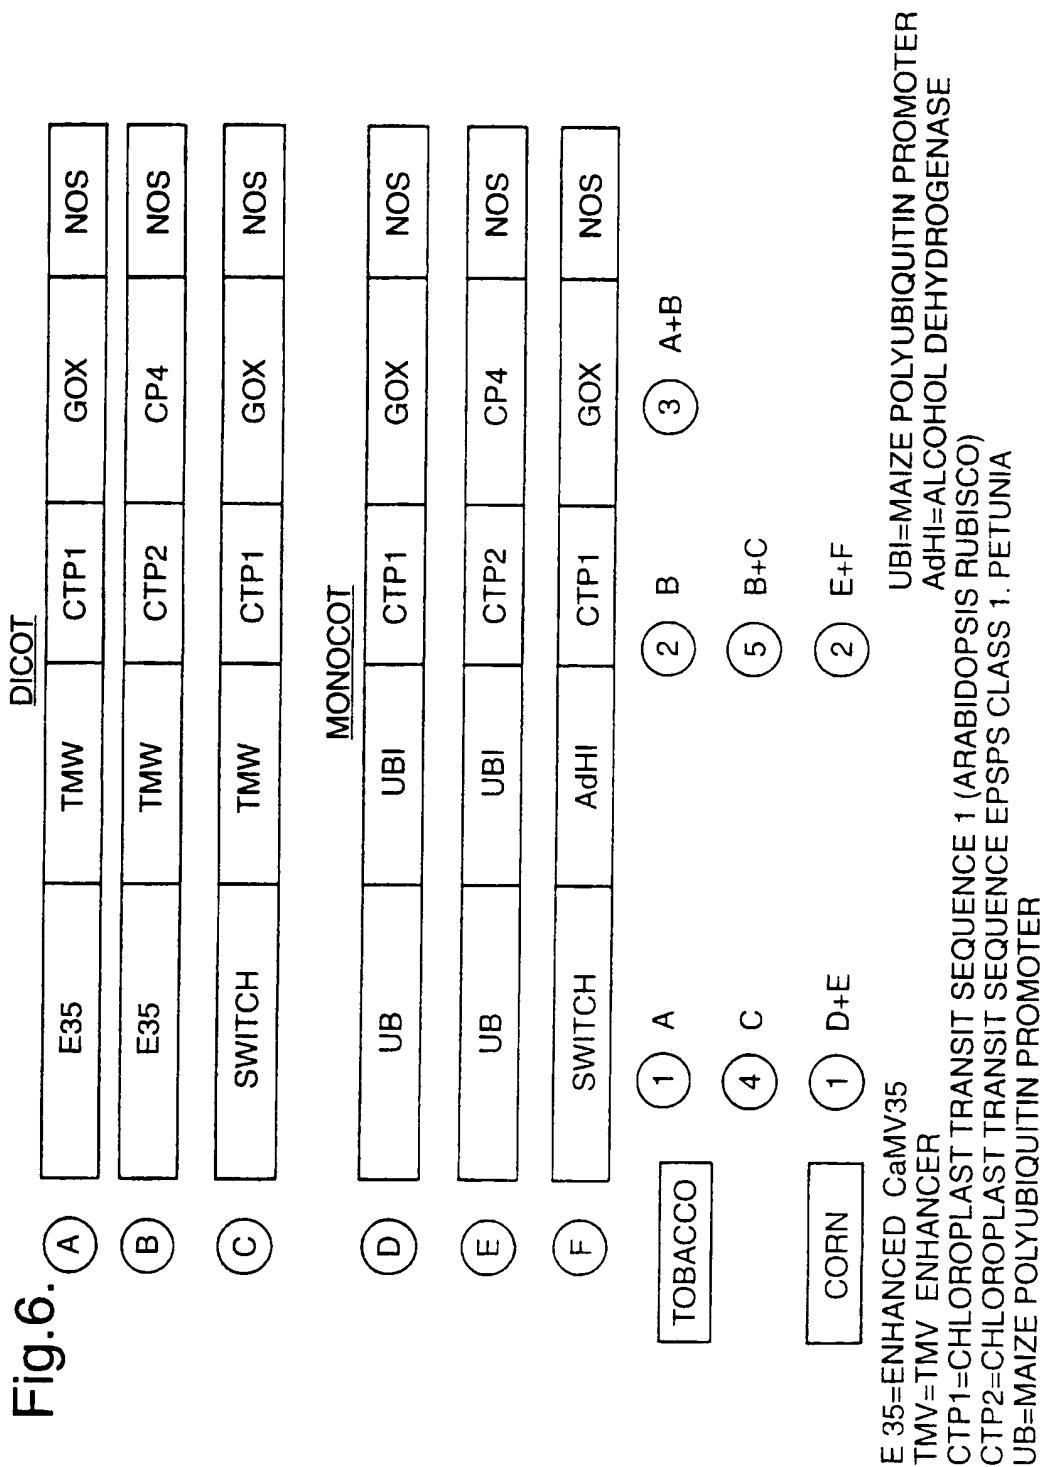 Fig.6.
DICOT
A E35 TMW CTP1 GOX NOS
B E35 TMW CTP2 CP4 NOS
C SWITCH TMW CTP1 GOX NOS
MONOCOT
D UB UBI CTP1 GOX NOS
E UB UBI CTP2 CP4 NOS
F SWITCH AdHI CTP1 GOX NOS
TOBACCO 1 A 2 B 3 A+B
4 C 5 B+C
CORN 1 D+E 2 E+F
E 35=ENHANCED CaMV35 UBI=MAIZE POLYUBIQUITIN PROMOTER
TMV=TMV ENHANCER AdHI=ALCOHOL DEHYDROGENASE
CTP1=CHLOROPLAST TRANSIT SEQUENCE 1 (ARABIDOPSIS RUBISCO)
CTP2=CHLOROPLAST TRANSIT SEQUENCE EPSPS CLASS 1. PETUNIA
UB=MAIZE POLYUBIQUITIN PROMOTER